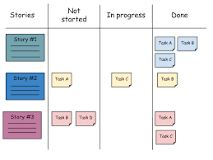 Stories
Not started
In progress
Done
Story #1
Task A
Task B
Task C
Story #2
Task A
Task C
Task B
Story #3
Task B
Task B
Task A
Task C